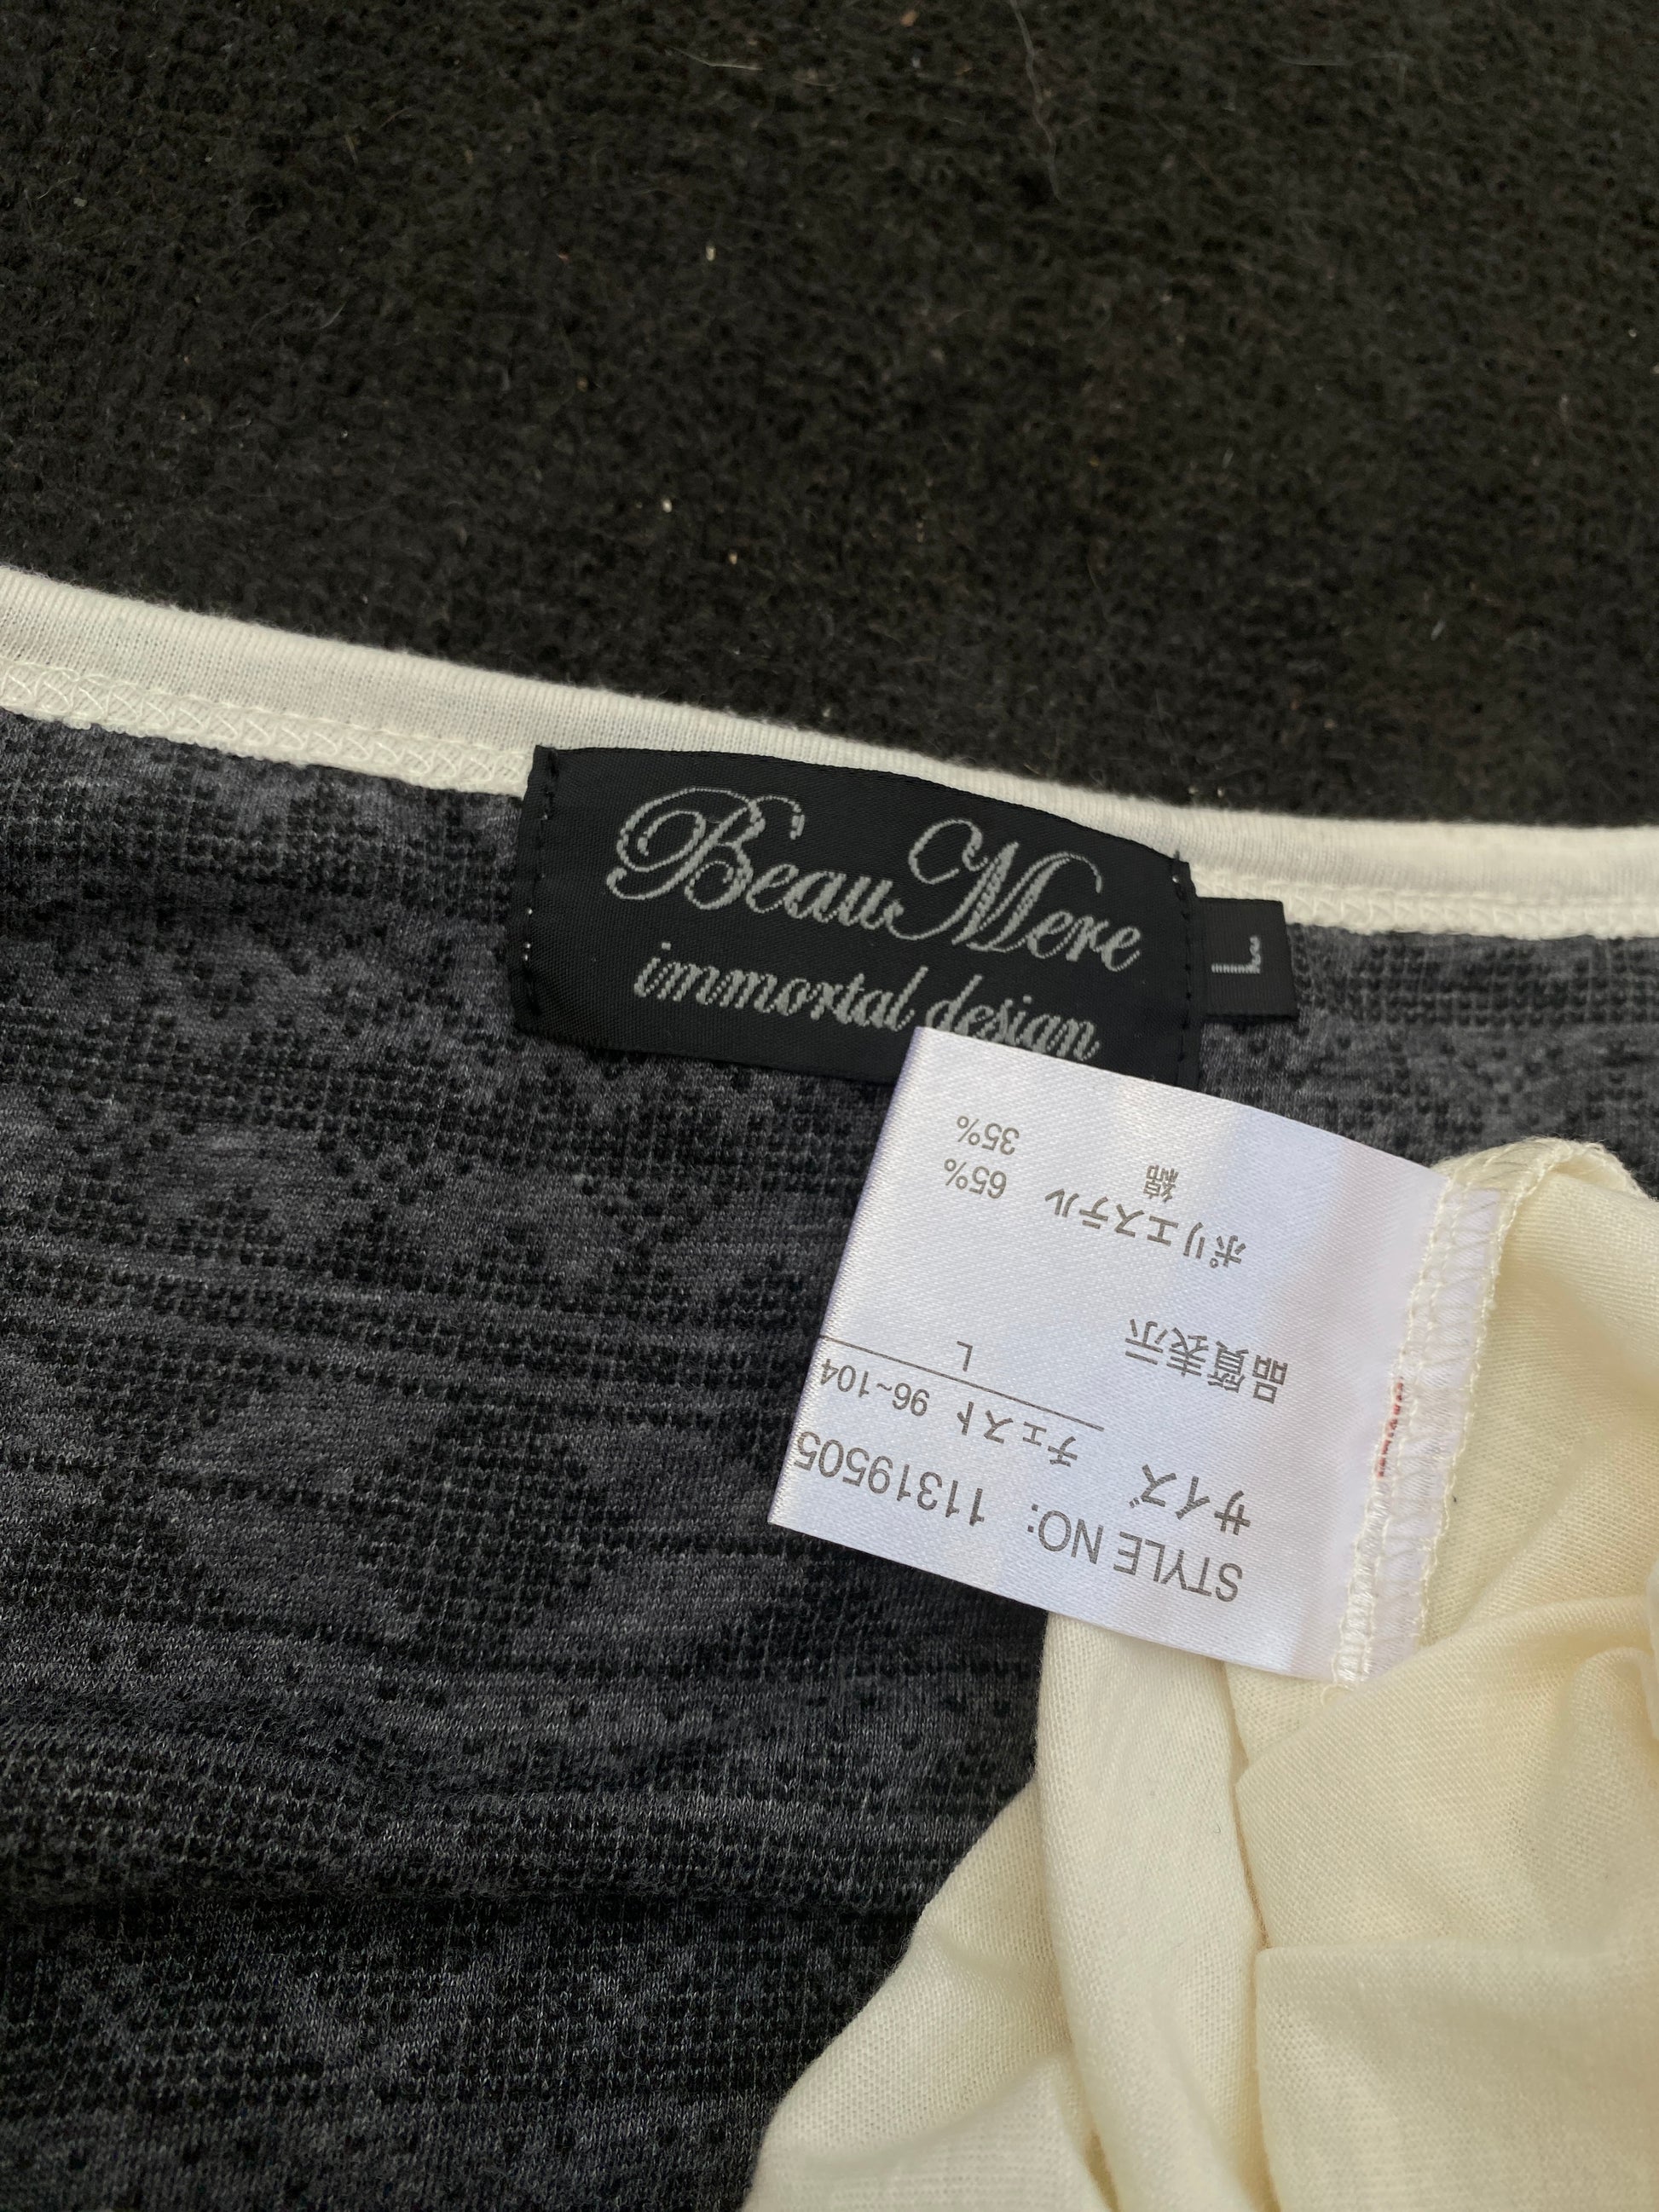 BeauMere
immortal design
L
STYLE NO: 11319505
サイズ チェスト 96~104
L
品質表示
ポリエステル 65%
綿 35%